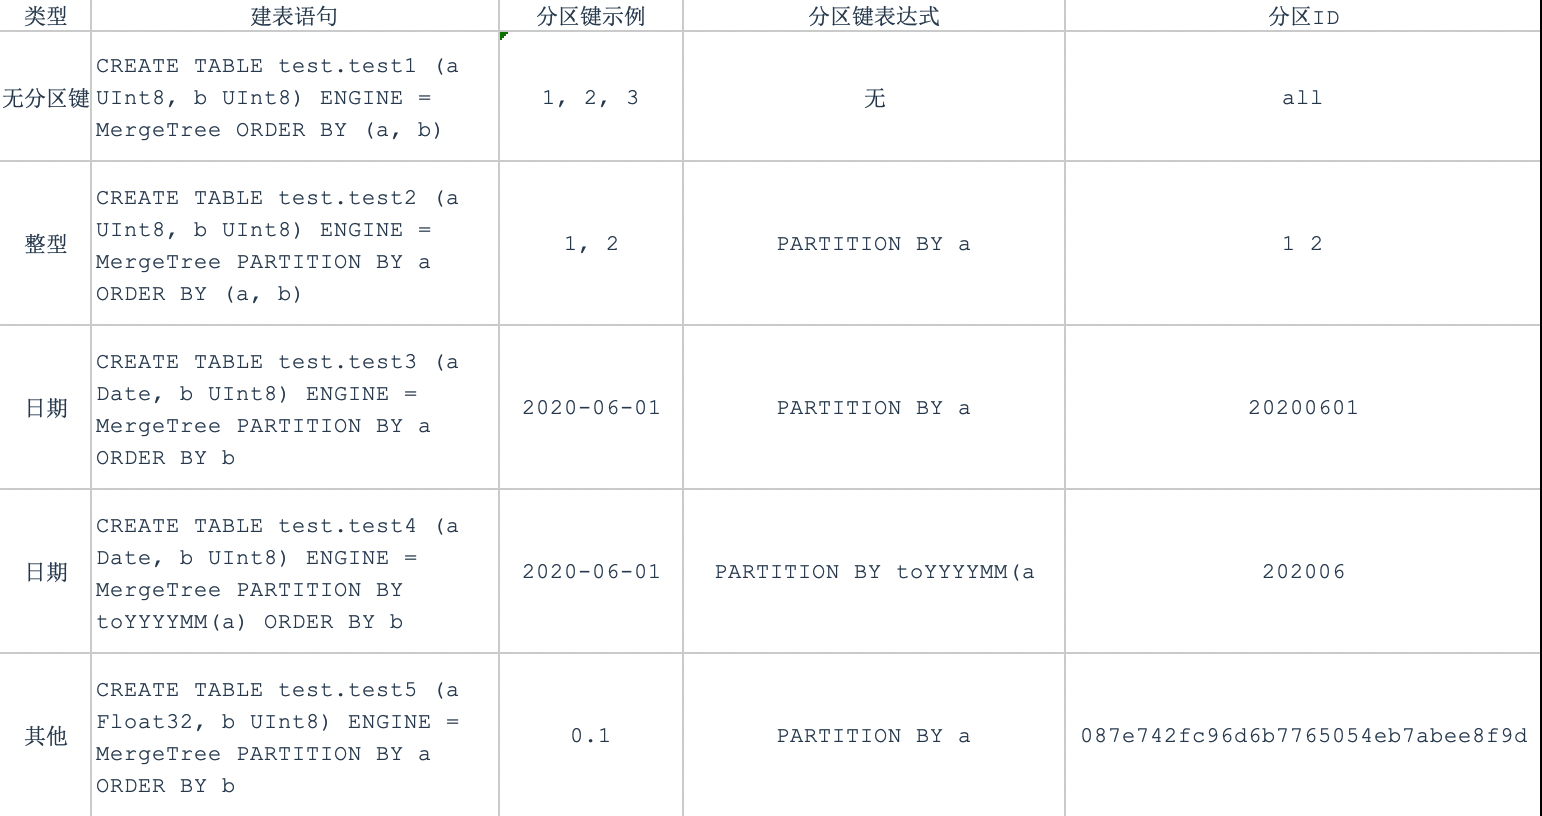 类型 建表语句 分区键示例 分区键表达式 分区ID
CREATE TABLE test.test1 (a
无分区键 UInt8, b UInt8) ENGINE = 1, 2, 3 无 all
MergeTree ORDER BY (a, b)
CREATE TABLE test.test2 (a
UInt8, b UInt8) ENGINE =
整型 1, 2 PARTITION BY a 1 2
MergeTree PARTITION BY a
ORDER BY (a, b)
CREATE TABLE test.test3 (a
Date, b UInt8) ENGINE =
日期 2020-06-01 PARTITION BY a 20200601
MergeTree PARTITION BY a
ORDER BY b
CREATE TABLE test.test4 (a
Date, b UInt8) ENGINE =
日期 2020-06-01 PARTITION BY toYYYYMM(a 202006
MergeTree PARTITION BY
toYYYYMM(a) ORDER BY b
CREATE TABLE test.test5 (a
Float32, b UInt8) ENGINE =
其他 0.1 PARTITION BY a 087e742fc96d6b7765054eb7abee8f9d
MergeTree PARTITION BY a
ORDER BY b